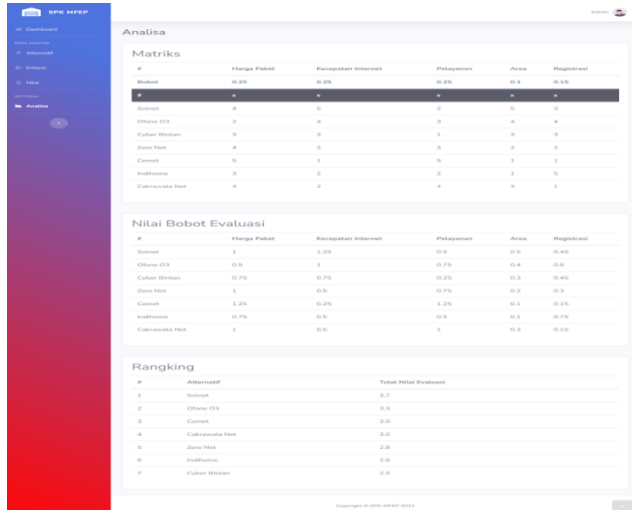 SPK MFEP
Admin
Dashboard
DATA MASTER
Alternatif
Kriteria
Nilai
Analisa
Analisa
Matriks
# Harga Paket Kecepatan Internet Pelayanan Area Registrasi
Bobot 0.25 0.25 0.25 0.1 0.15
#
Solnet 4 5 2 5 3
Ofone O3 2 4 3 4 4
Cyber Bintan 3 3 1 3 3
Zero Net 4 2 3 2 2
Comet 5 1 5 1 1
Indihome 3 2 2 1 5
Cakrawala Net 4 2 4 3 1
Nilai Bobot Evaluasi
# Harga Paket Kecepatan Internet Pelayanan Area Registrasi
Solnet 1 1.25 0.5 0.5 0.45
Ofone O3 0.5 1 0.75 0.4 0.6
Cyber Bintan 0.75 0.75 0.25 0.3 0.45
Zero Net 1 0.5 0.75 0.2 0.3
Comet 1.25 0.25 1.25 0.1 0.15
Indihome 0.75 0.5 0.5 0.1 0.75
Cakrawala Net 1 0.5 1 0.3 0.15
Rangking
# Alternatif Total Nilai Evaluasi
1 Solnet 3.7
2 Ofone O3 3.3
3 Comet 3.0
4 Cakrawala Net 3.0
5 Zero Net 2.8
6 Indihome 2.6
7 Cyber Bintan 2.5
Copyright © SPK MFEP 2021